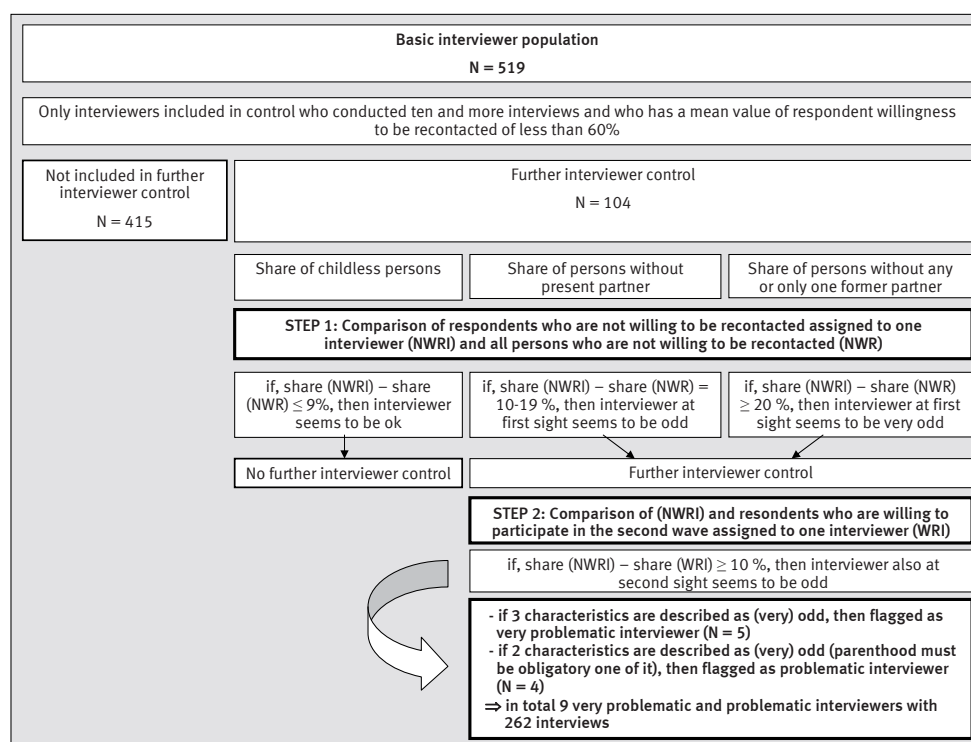 Basic interviewer population
N = 519
Only interviewers included in control who conducted ten and more interviews and who has a mean value of respondent willingness
to be recontacted of less than 60%
Not included in further
interviewer control
N = 415
Further interviewer control
N = 104
Share of childless persons
Share of persons without
present partner
Share of persons without any
or only one former partner
STEP 1: Comparison of respondents who are not willing to be recontacted assigned to one
interviewer (NWRI) and all persons who are not willing to be recontacted (NWR)
if, share (NWRI) – share
(NWR) ≤ 9%, then interviewer
seems to be ok
if, share (NWRI) – share (NWR) =
10-19 %, then interviewer at
first sight seems to be odd
if, share (NWRI) – share (NWR)
≥ 20 %, then interviewer at first
sight seems to be very odd
No further interviewer control
Further interviewer control
STEP 2: Comparison of (NWRI) and resondents who are willing to
participate in the second wave assigned to one interviewer (WRI)
if, share (NWRI) – share (WRI) ≥ 10 %, then interviewer also at
second sight seems to be odd
- if 3 characteristics are described as (very) odd, then flagged as
very problematic interviewer (N = 5)
- if 2 characteristics are described as (very) odd (parenthood must
be obligatory one of it), then flagged as problematic interviewer
(N = 4)
⇒ in total 9 very problematic and problematic interviewers with
262 interviews